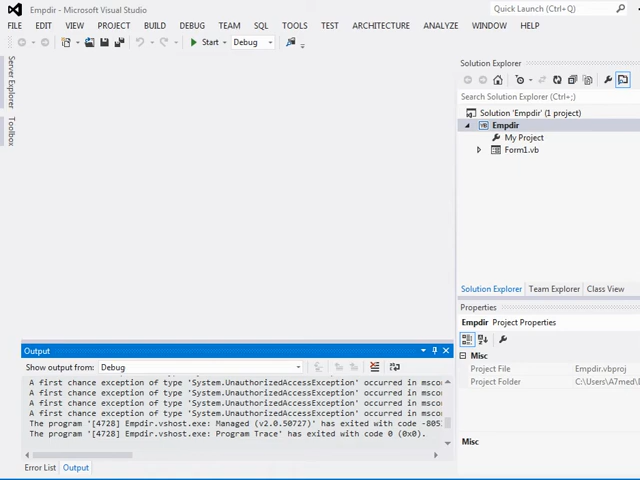 Empdir - Microsoft Visual Studio
Quick Launch (Ctrl+Q)
FILE EDIT VIEW PROJECT BUILD DEBUG TEAM SQL TOOLS TEST ARCHITECTURE ANALYZE WINDOW HELP
Start Debug
Server Explorer
Toolbox
Solution Explorer
Search Solution Explorer (Ctrl+;)
Solution 'Empdir' (1 project)
Empdir
My Project
Form1.vb
Solution Explorer Team Explorer Class View
Properties
Empdir Project Properties
Misc
Project File Empdir.vbproj
Project Folder C:\Users\A7med\
Misc
Output
Show output from: Debug
A first chance exception of type 'System.UnauthorizedAccessException' occurred in msco
A first chance exception of type 'System.UnauthorizedAccessException' occurred in msco
A first chance exception of type 'System.UnauthorizedAccessException' occurred in msco
A first chance exception of type 'System.UnauthorizedAccessException' occurred in msco
The program '[4728] Empdir.vshost.exe: Managed (v2.0.50727)' has exited with code -805
The program '[4728] Empdir.vshost.exe: Program Trace' has exited with code 0 (0x0).
Error List Output